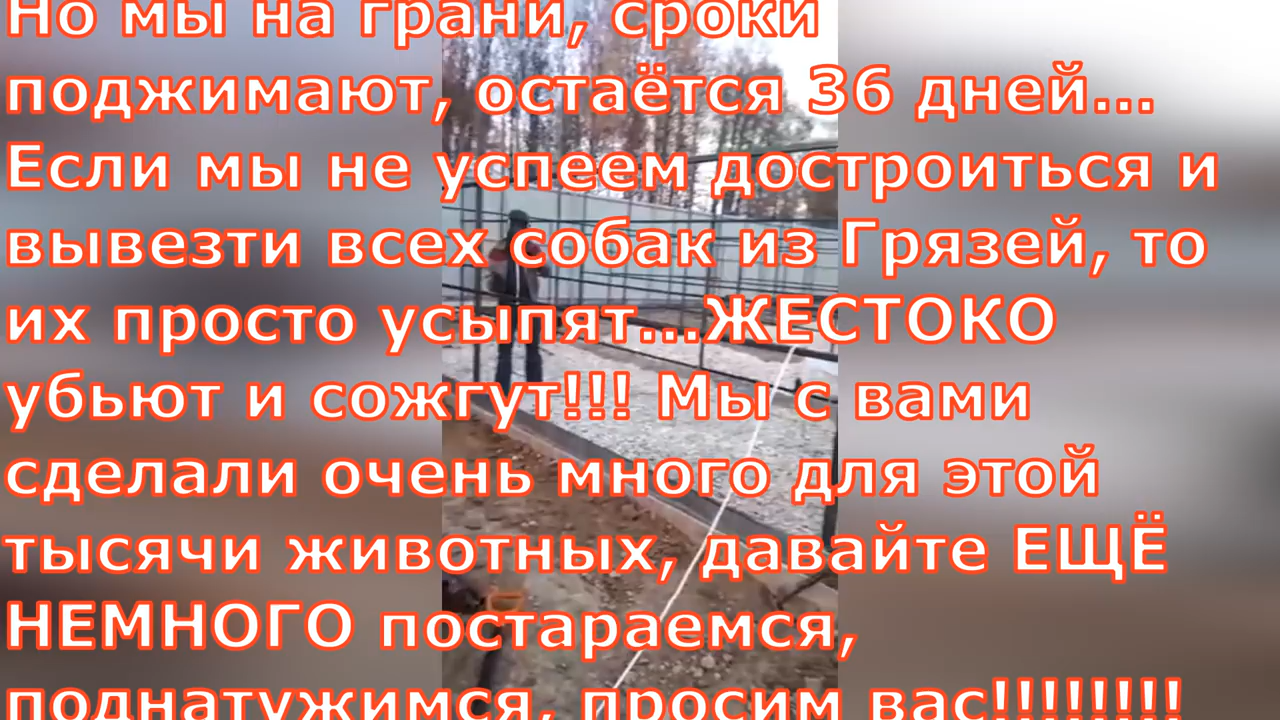 Но мы на грани, сроки
поджимают, остаётся 36 дней...
Если мы не успеем достроиться и
вывезти всех собак из Грязей, то
их просто усыпят...ЖЕСТОКО
убьют и сожгут!!! Мы с вами
сделали очень много для этой
тысячи животных, давайте ЕЩЁ
НЕМНОГО постараемся,
поднатужимся, просим вас!!!!!!!!